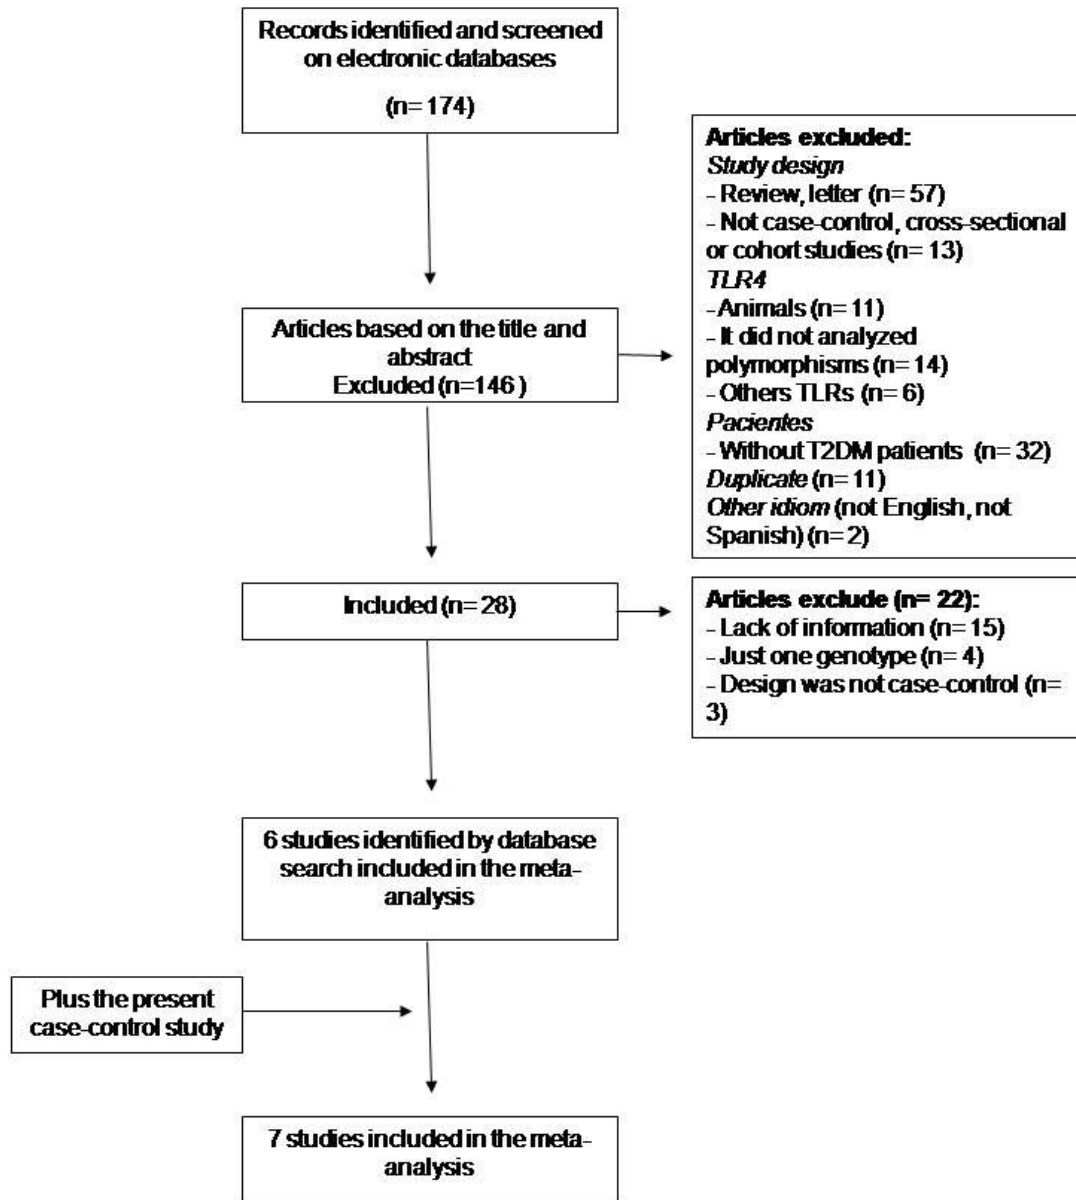 Records identified and screened
on electronic databases
(n= 174)
Articles excluded:
Study design
- Review, letter (n= 57)
- Not case-control, cross-sectional
or cohort studies (n= 13)
TLR4
- Animals (n= 11)
- It did not analyzed
polymorphisms (n= 14)
- Others TLRs (n= 6)
Pacientes
- Without T2DM patients (n= 32)
Duplicate (n= 11)
Other idiom (not English, not
Spanish) (n= 2)
Articles based on the title and
abstract
Excluded (n=146 )
Included (n= 28)
Articles exclude (n= 22):
- Lack of information (n= 15)
- Just one genotype (n= 4)
- Design was not case-control (n=
3)
6 studies identified by database
search included in the meta-
analysis
Plus the present
case-control study
7 studies included in the meta-
analysis